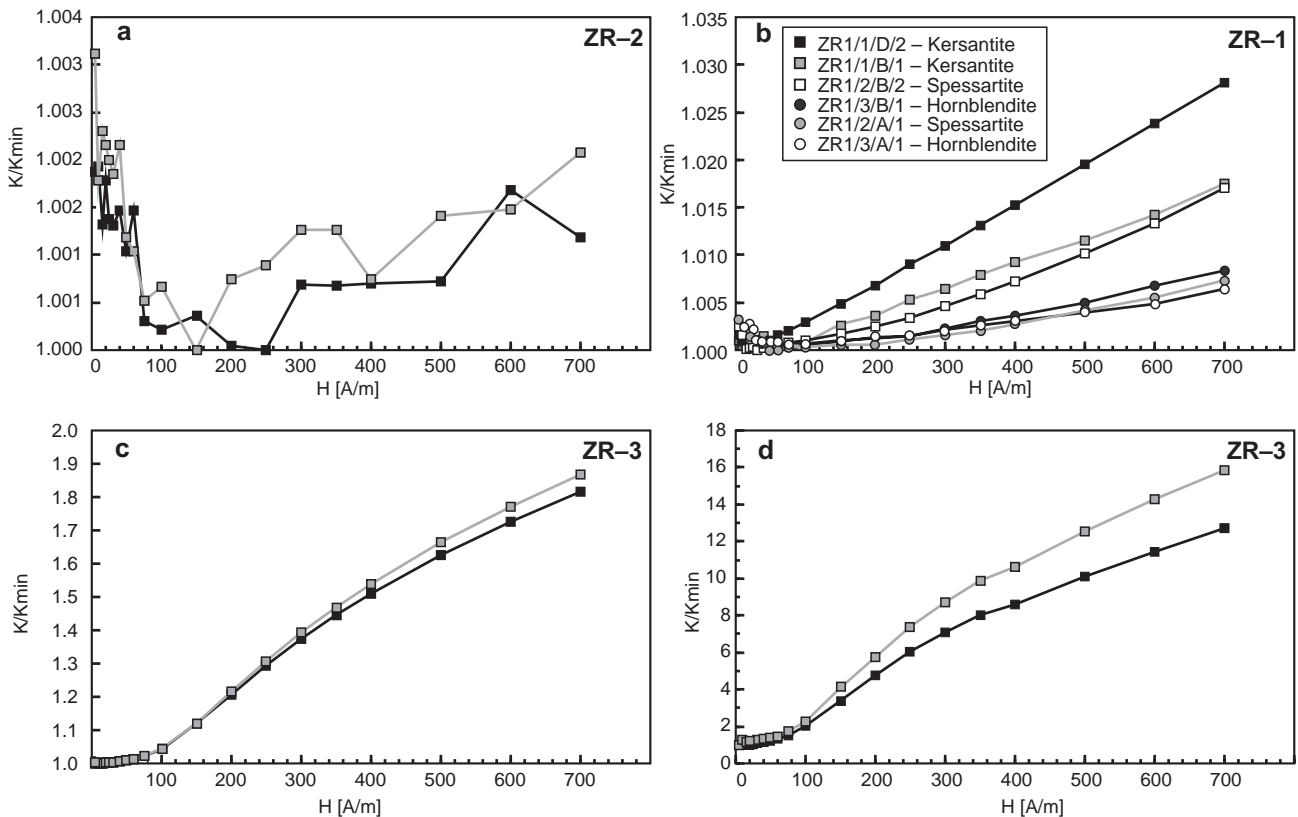 a
ZR–2
1.004
1.003
1.003
1.002
1.002
1.001
1.001
1.000
K/Kmin
0 100 200 300 400 500 600 700
H [A/m]
b
ZR–1
ZR1/1/D/2 – Kersantite
ZR1/1/B/1 – Kersantite
ZR1/2/B/2 – Spessartite
ZR1/3/B/1 – Hornblendite
ZR1/2/A/1 – Spessartite
ZR1/3/A/1 – Hornblendite
1.035
1.030
1.025
1.020
1.015
1.010
1.005
1.000
K/Kmin
0 100 200 300 400 500 600 700
H [A/m]
c
ZR–3
2.0
1.9
1.8
1.7
1.6
1.5
1.4
1.3
1.2
1.1
1.0
K/Kmin
0 100 200 300 400 500 600 700
H [A/m]
d
ZR–3
18
16
14
12
10
8
6
4
2
0
K/Kmin
0 100 200 300 400 500 600 700
H [A/m]